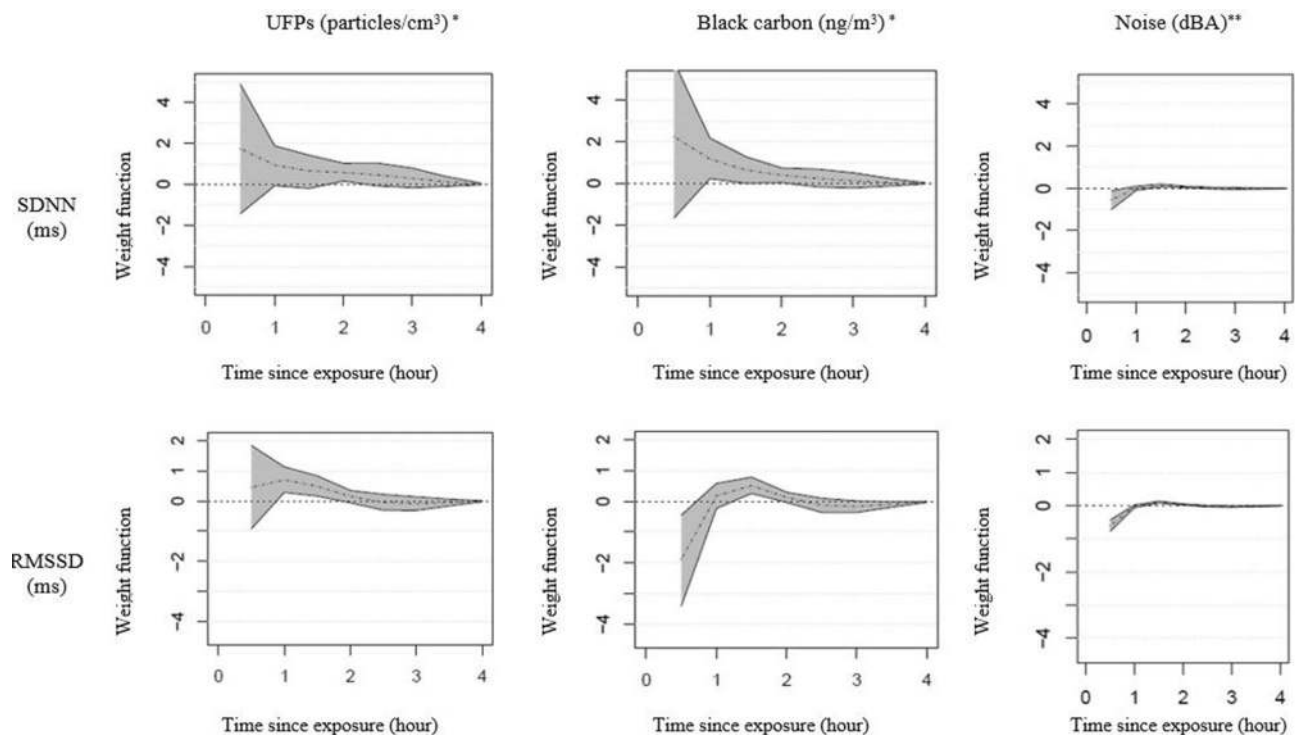 UFPs (particles/cm³) *
Black carbon (ng/m³) *
Noise (dBA)**
SDNN
(ms)
Weight function
4
2
0
−2
−4
0 1 2 3 4
Time since exposure (hour)
Weight function
4
2
0
−2
−4
0 1 2 3 4
Time since exposure (hour)
Weight function
4
2
0
−2
−4
0 1 2 3 4
Time since exposure (hour)
RMSSD
(ms)
Weight function
2
1
0
−2
−4
0 1 2 3 4
Time since exposure (hour)
Weight function
2
1
0
−2
−4
0 1 2 3 4
Time since exposure (hour)
Weight function
2
1
0
−2
−4
0 1 2 3 4
Time since exposure (hour)